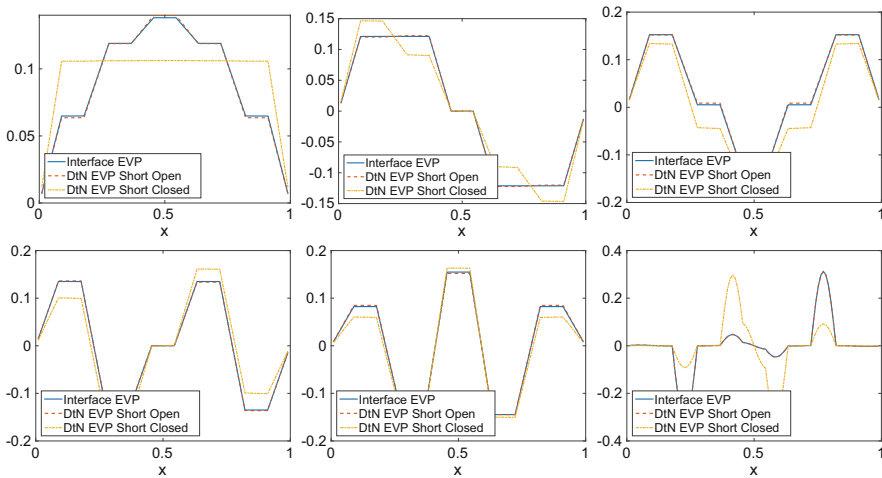 0.1
0.05
0
Interface EVP
DtN EVP Short Open
DtN EVP Short Closed
0 0.5 1
x
0.15
0.1
0.05
0
-0.05
-0.1
-0.15
Interface EVP
DtN EVP Short Open
DtN EVP Short Closed
0 0.5 1
x
0.2
0.1
0
-0.1
-0.2
Interface EVP
DtN EVP Short Open
DtN EVP Short Closed
0 0.5 1
x
0.2
0.1
0
-0.1
-0.2
Interface EVP
DtN EVP Short Open
DtN EVP Short Closed
0 0.5 1
x
0.2
0.1
0
-0.1
-0.2
Interface EVP
DtN EVP Short Open
DtN EVP Short Closed
0 0.5 1
x
0.4
0.2
0
-0.2
-0.4
Interface EVP
DtN EVP Short Open
DtN EVP Short Closed
0 0.5 1
x